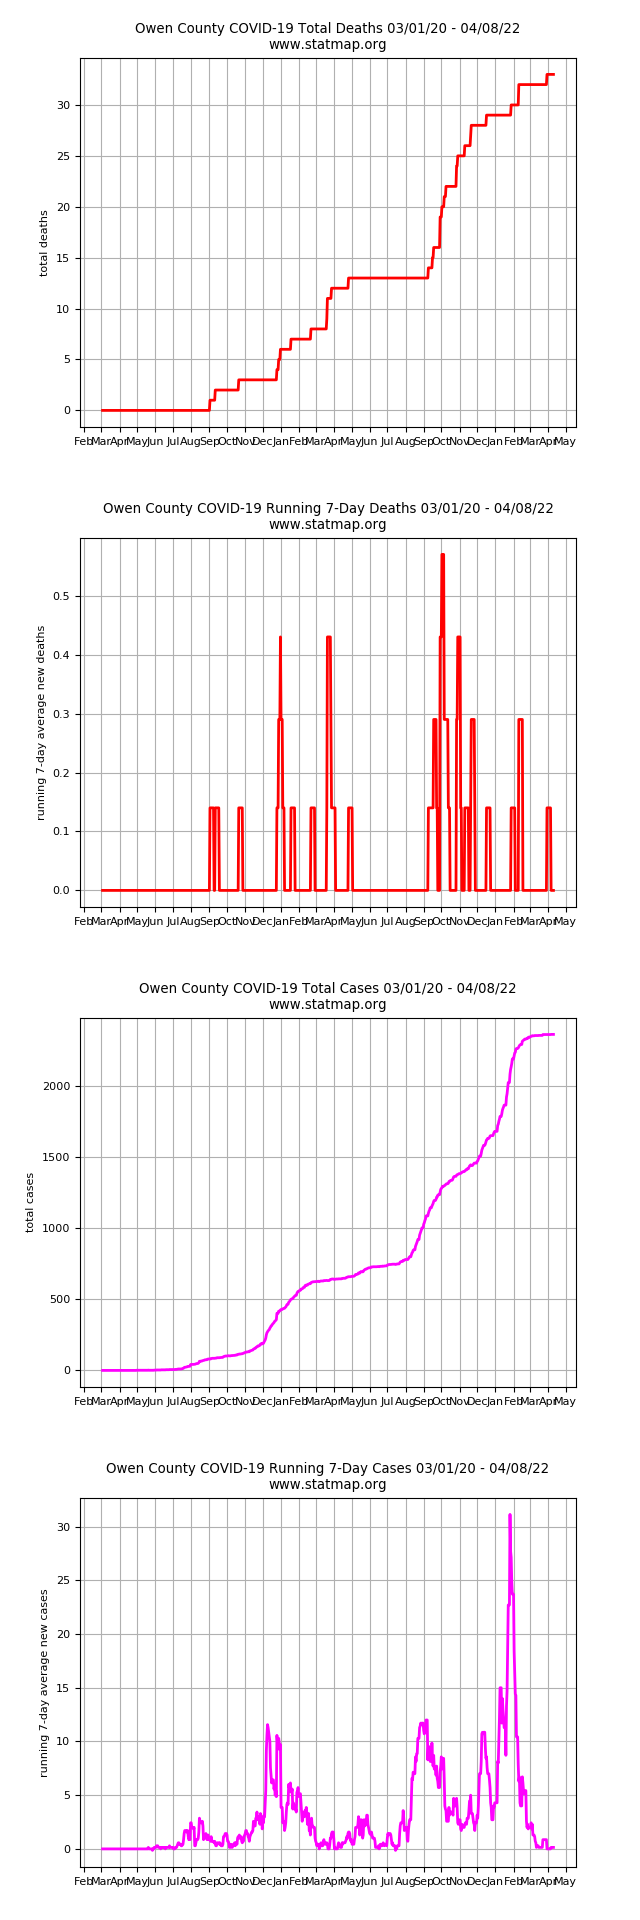 Owen County COVID-19 Total Deaths 03/01/20 - 04/08/22
www.statmap.org
total deaths
30
25
20
15
10
5
0
Feb Mar Apr May Jun Jul Aug Sep Oct Nov Dec Jan Feb Mar Apr May Jun Jul Aug Sep Oct Nov Dec Jan Feb Mar Apr May
Owen County COVID-19 Running 7-Day Deaths 03/01/20 - 04/08/22
www.statmap.org
running 7-day average new deaths
0.5
0.4
0.3
0.2
0.1
0.0
Feb Mar Apr May Jun Jul Aug Sep Oct Nov Dec Jan Feb Mar Apr May Jun Jul Aug Sep Oct Nov Dec Jan Feb Mar Apr May
Owen County COVID-19 Total Cases 03/01/20 - 04/08/22
www.statmap.org
total cases
2000
1500
1000
500
0
Feb Mar Apr May Jun Jul Aug Sep Oct Nov Dec Jan Feb Mar Apr May Jun Jul Aug Sep Oct Nov Dec Jan Feb Mar Apr May
Owen County COVID-19 Running 7-Day Cases 03/01/20 - 04/08/22
www.statmap.org
running 7-day average new cases
30
25
20
15
10
5
0
Feb Mar Apr May Jun Jul Aug Sep Oct Nov Dec Jan Feb Mar Apr May Jun Jul Aug Sep Oct Nov Dec Jan Feb Mar Apr May